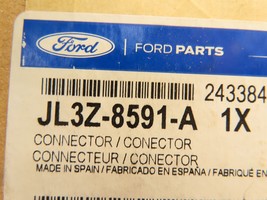 Ford
FORD PARTS
243384
JL3Z-8591-A 1X
CONNECTOR / CONECTOR
CONNECTEUR / CONECTOR
MADE IN SPAIN / FABRICADO EN ESPAÑA / FABRIQUÉ EN